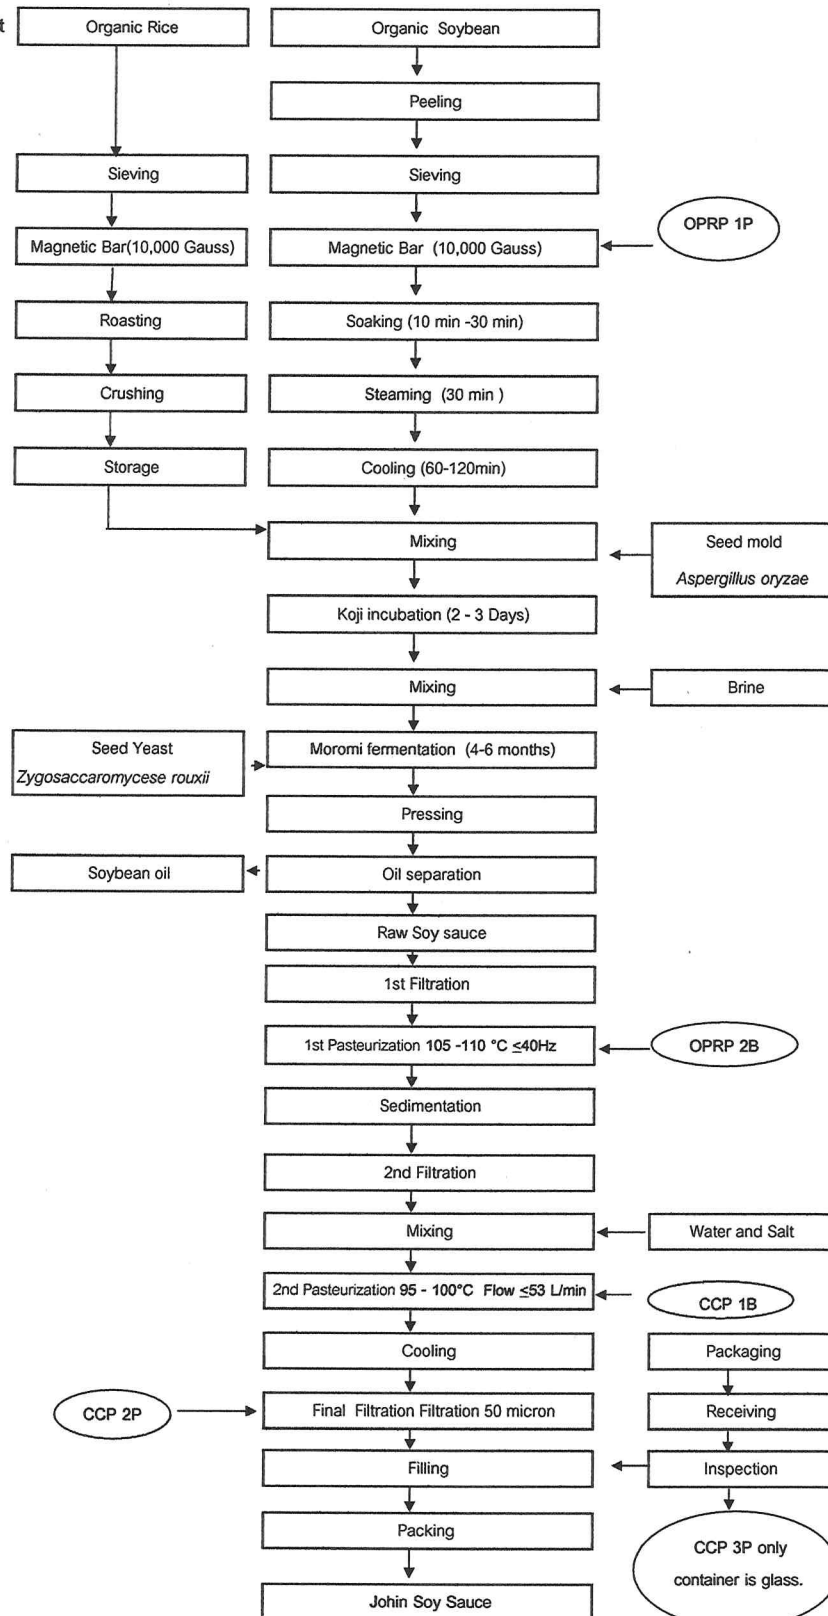 t
Organic Rice
Organic Soybean
Peeling
Sieving
Sieving
OPRP 1P
Magnetic Bar(10,000 Gauss)
Magnetic Bar (10,000 Gauss)
Roasting
Soaking (10 min -30 min)
Crushing
Steaming (30 min )
Storage
Cooling (60-120min)
Mixing
Seed mold
Aspergillus oryzae
Koji incubation (2 - 3 Days)
Mixing
Brine
Seed Yeast
Zygosaccaromycese rouxii
Moromi fermentation (4-6 months)
Pressing
Soybean oil
Oil separation
Raw Soy sauce
1st Filtration
1st Pasteurization 105 -110 °C ≤40Hz
OPRP 2B
Sedimentation
2nd Filtration
Mixing
Water and Salt
2nd Pasteurization 95 - 100°C Flow ≤53 L/min
CCP 1B
Cooling
Packaging
CCP 2P
Final Filtration Filtration 50 micron
Receiving
Filling
Inspection
Packing
CCP 3P only
container is glass.
Johin Soy Sauce